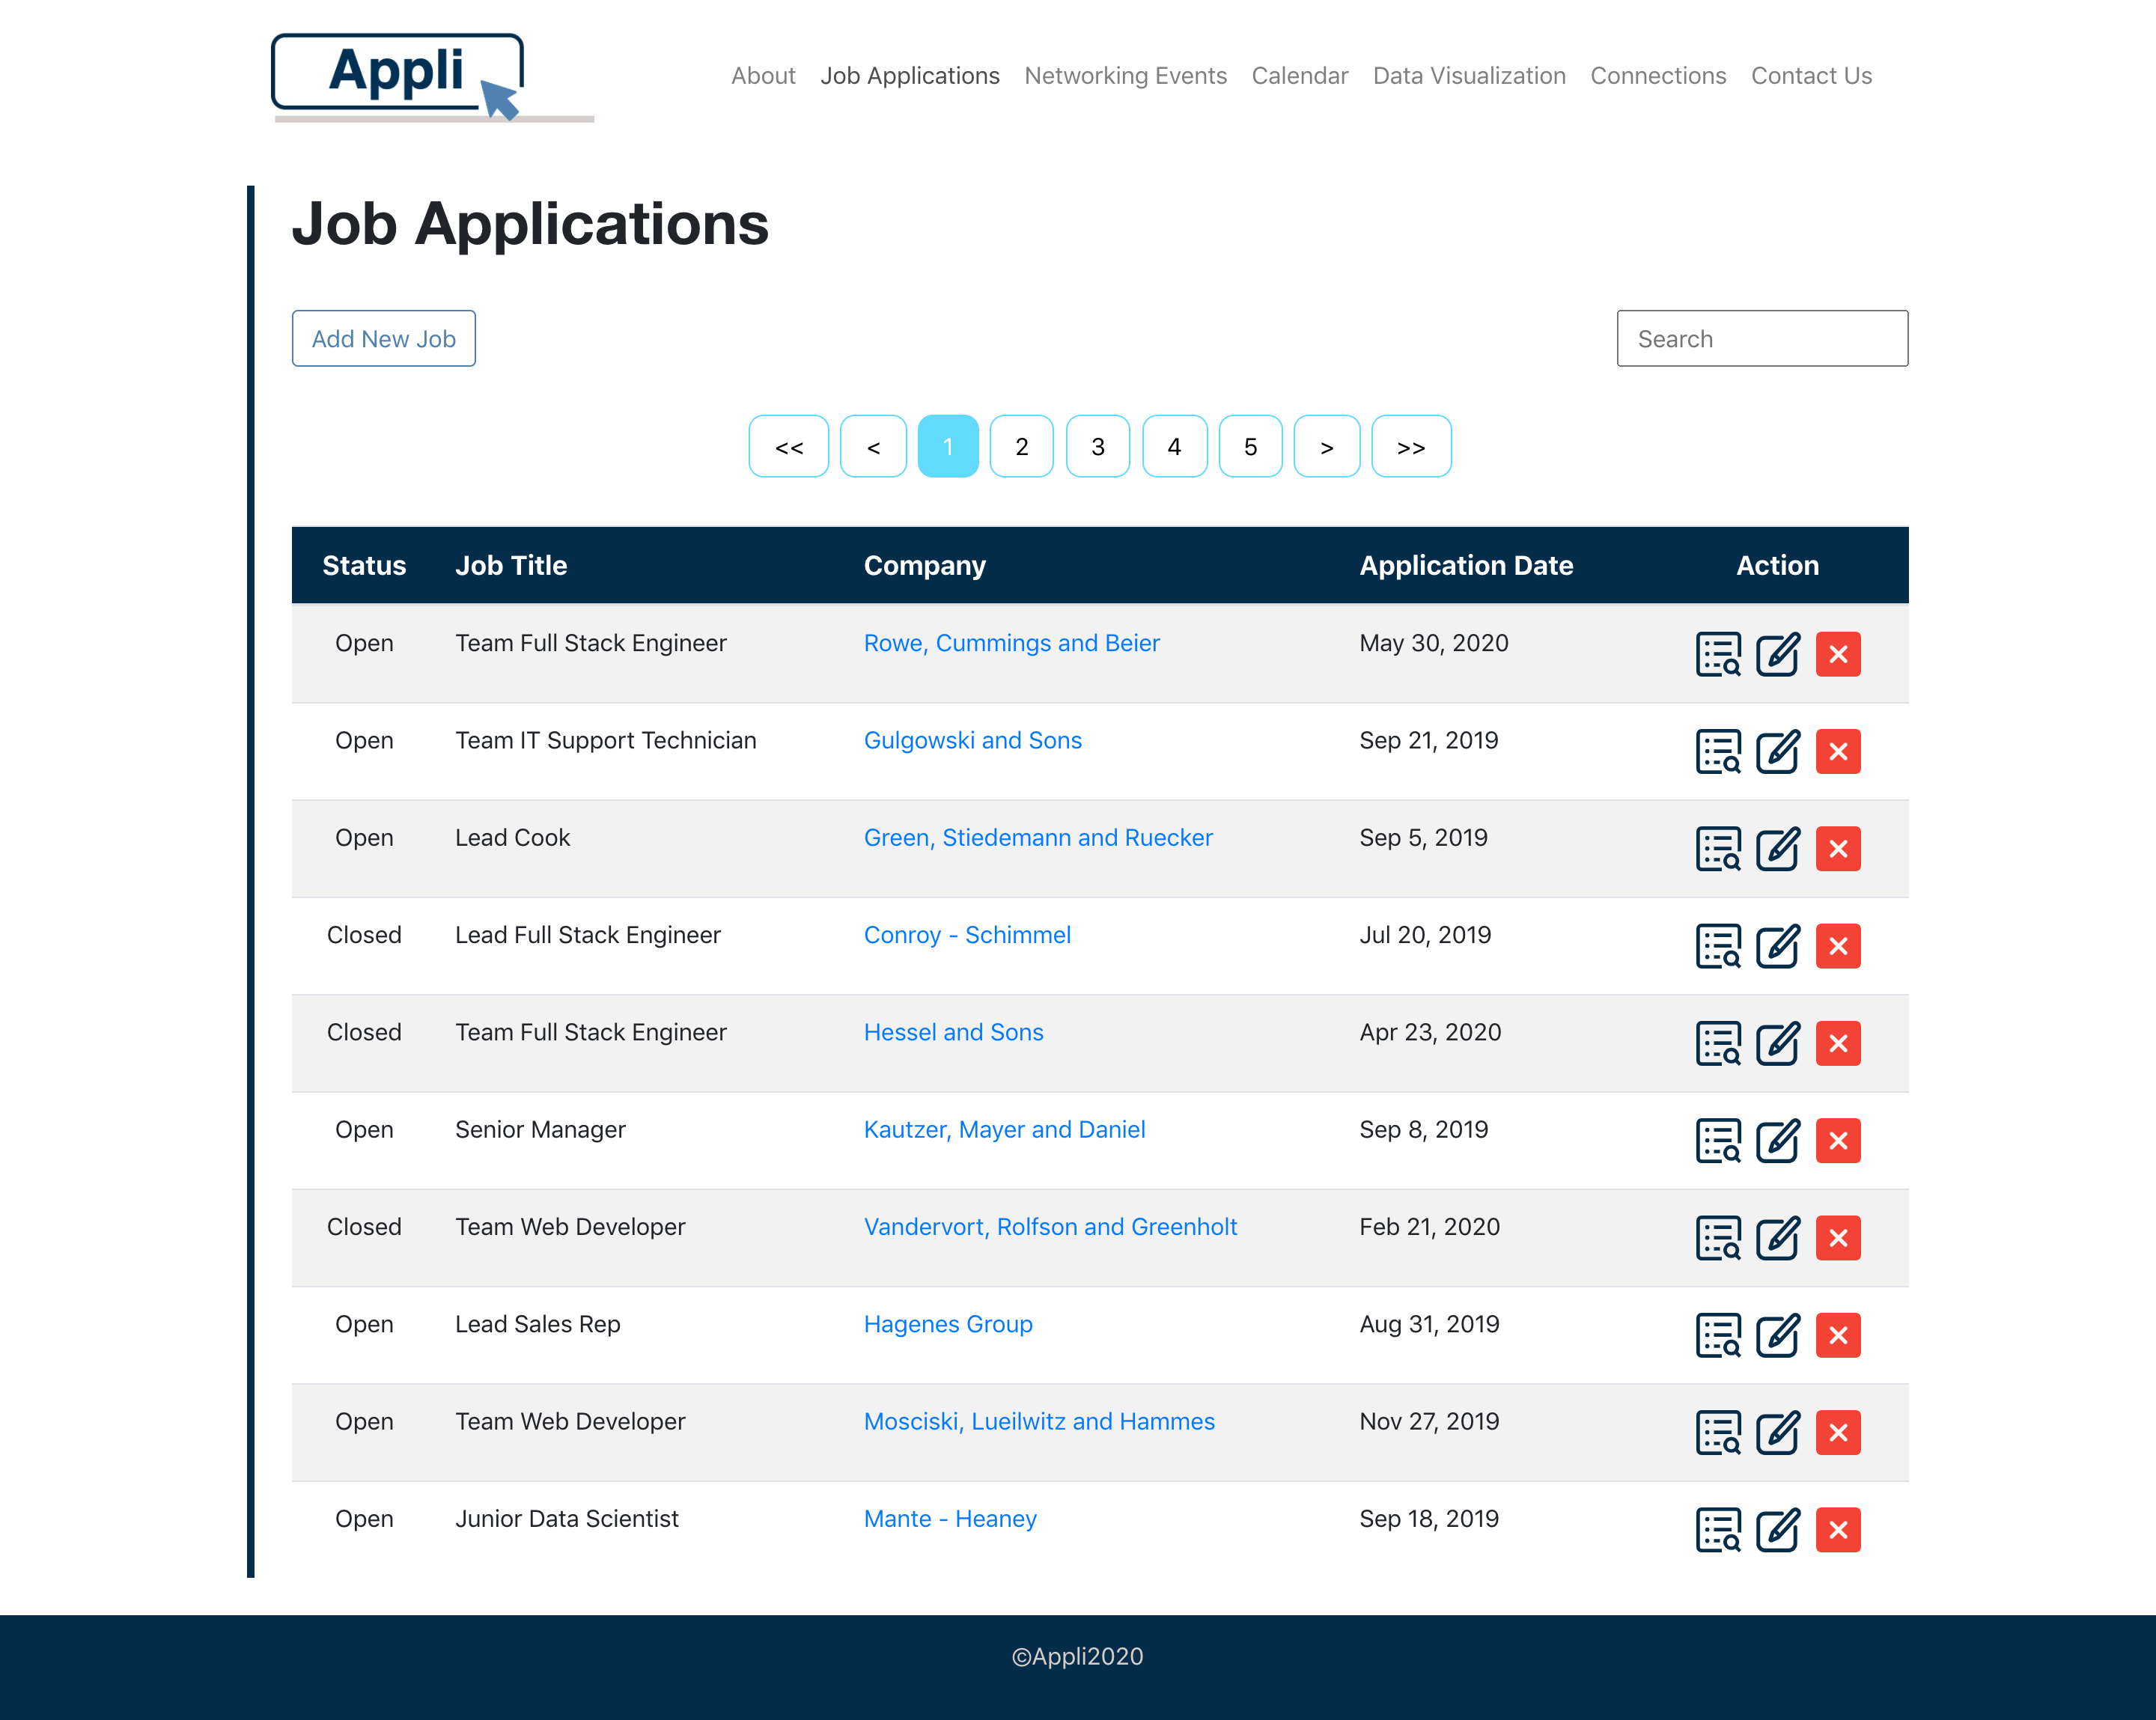 Appli
About Job Applications Networking Events Calendar Data Visualization Connections Contact Us
Job Applications
Add New Job Search
<< < 1 2 3 4 5 > >>
Status Job Title Company Application Date Action
Open Team Full Stack Engineer Rowe, Cummings and Beier May 30, 2020
Open Team IT Support Technician Gulgowski and Sons Sep 21, 2019
Open Lead Cook Green, Stiedemann and Ruecker Sep 5, 2019
Closed Lead Full Stack Engineer Conroy - Schimmel Jul 20, 2019
Closed Team Full Stack Engineer Hessel and Sons Apr 23, 2020
Open Senior Manager Kautzer, Mayer and Daniel Sep 8, 2019
Closed Team Web Developer Vandervort, Rolfson and Greenholt Feb 21, 2020
Open Lead Sales Rep Hagenes Group Aug 31, 2019
Open Team Web Developer Mosciski, Lueilwitz and Hammes Nov 27, 2019
Open Junior Data Scientist Mante - Heaney Sep 18, 2019
©Appli2020